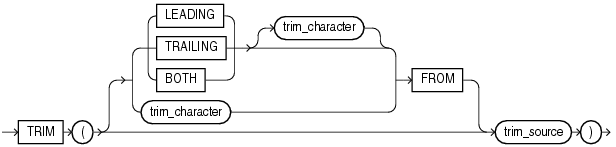 LEADING
trim_character
TRAILING
BOTH
trim_character
FROM
TRIM ( trim_source )